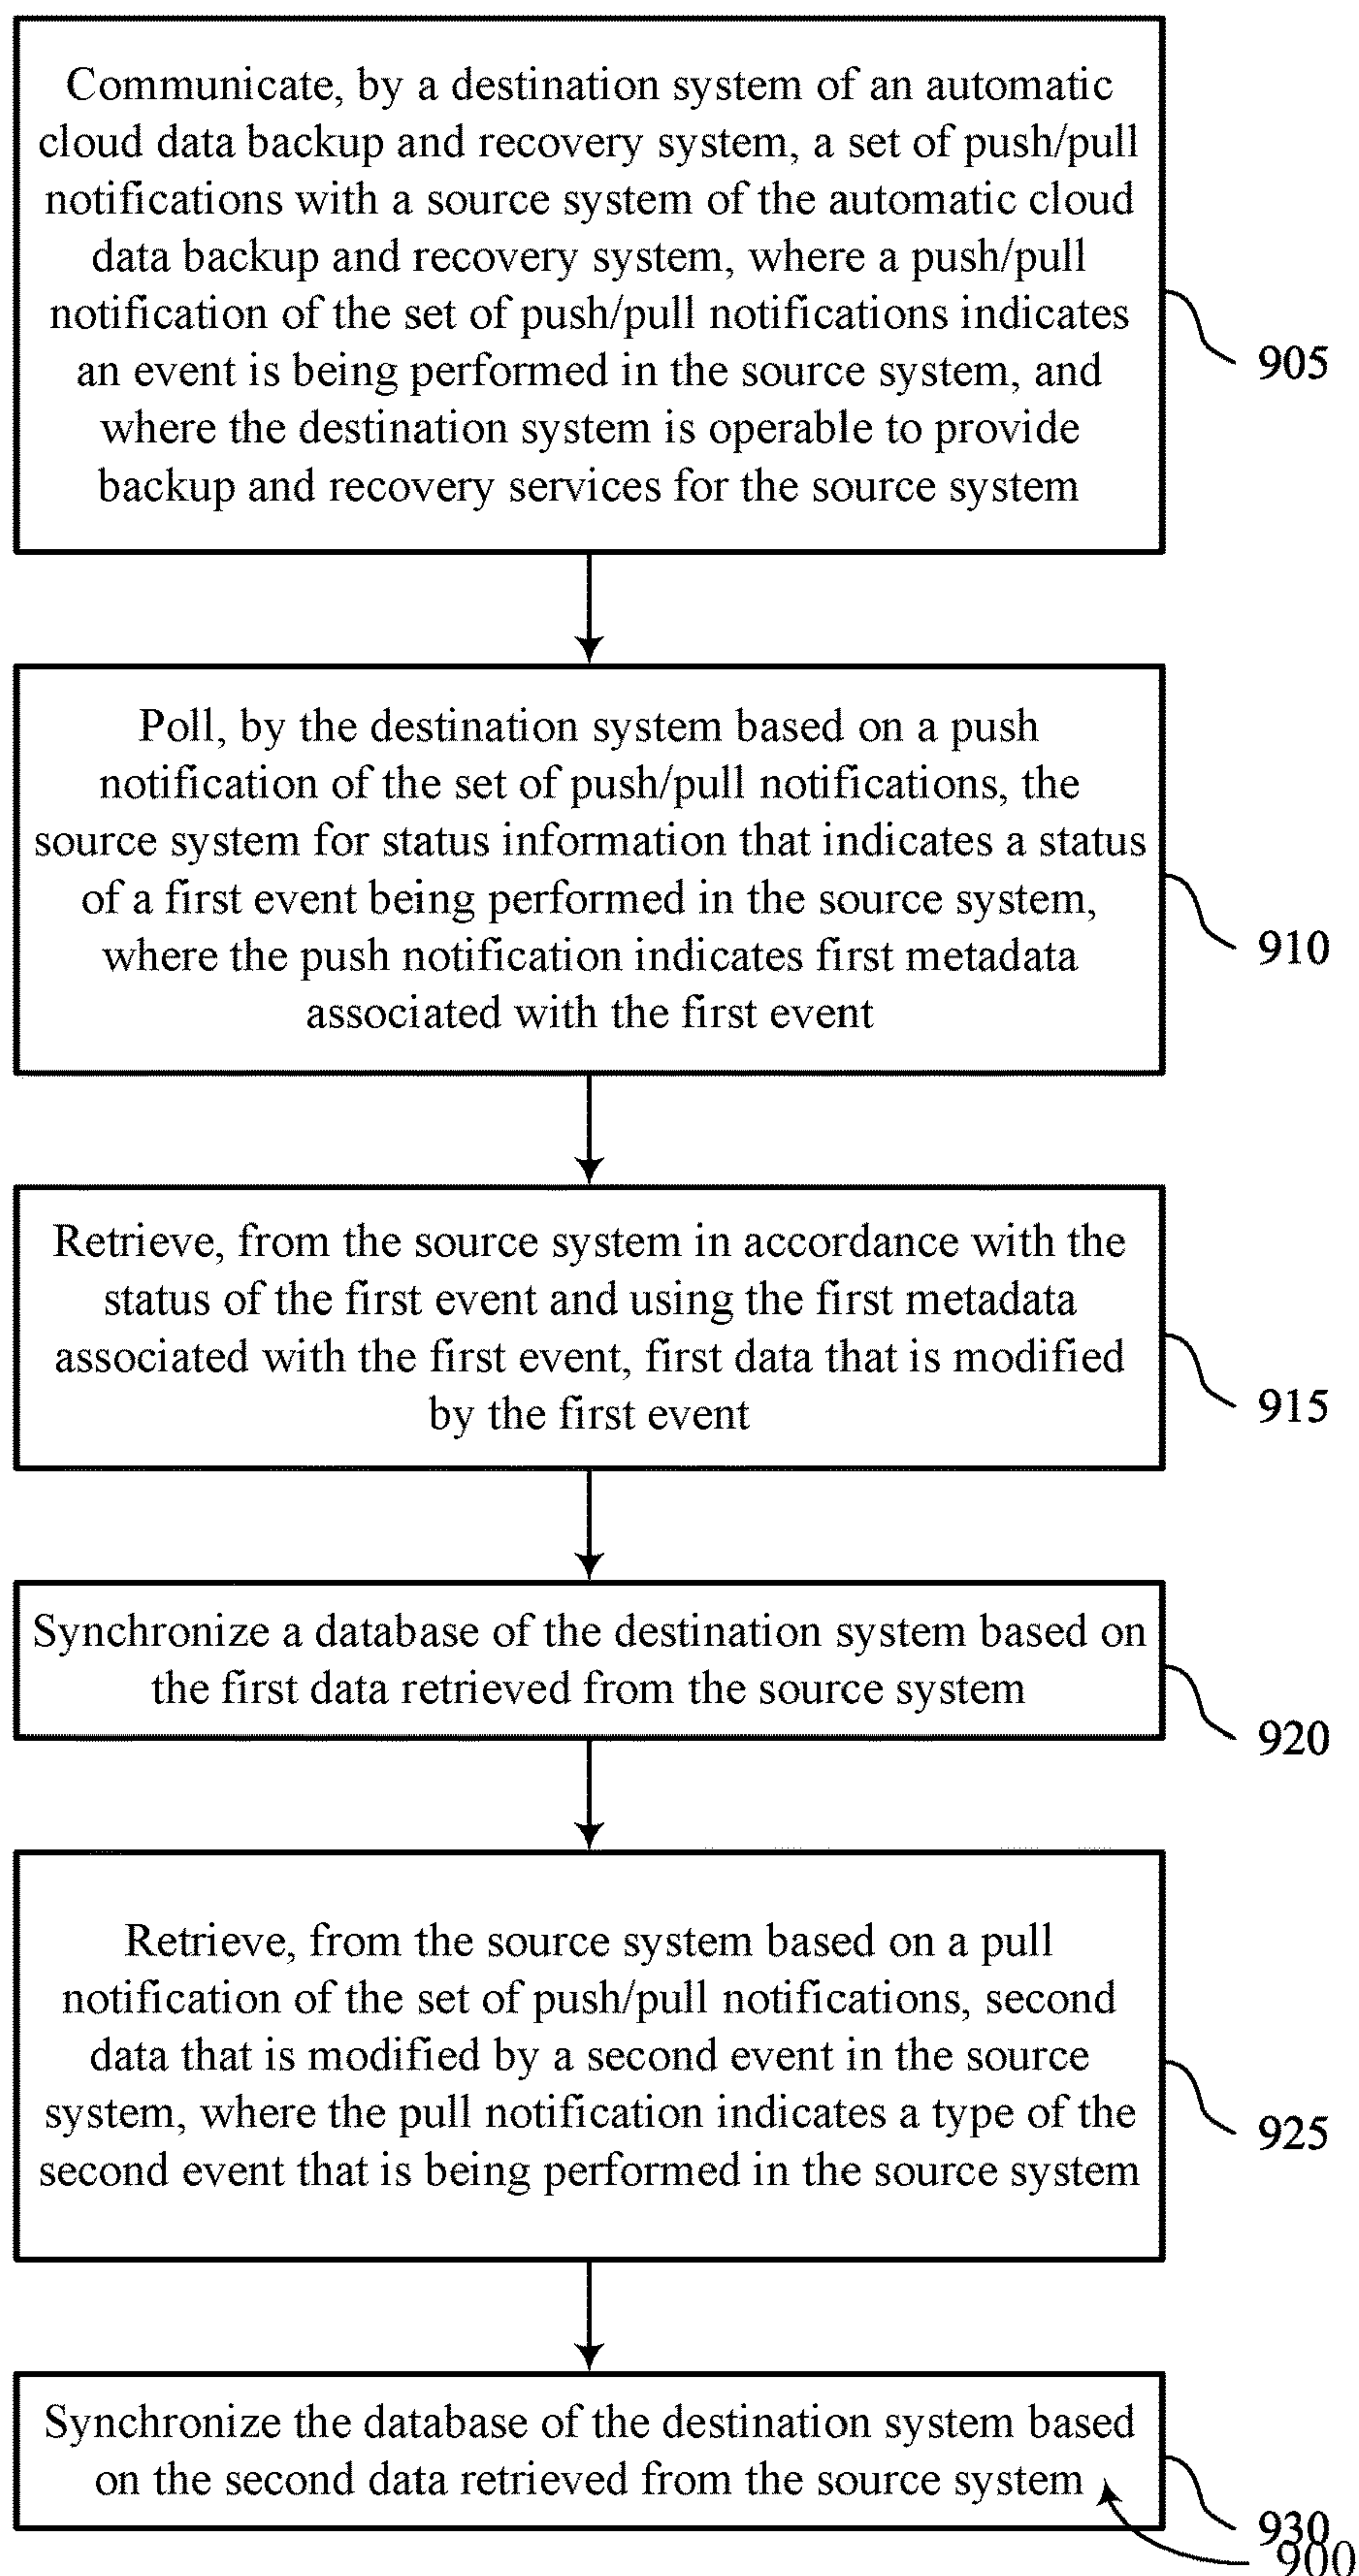 Communicate, by a destination system of an automatic
cloud data backup and recovery system, a set of push/pull
notifications with a source system of the automatic cloud
data backup and recovery system, where a push/pull
notification of the set of push/pull notifications indicates
an event is being performed in the source system, and
where the destination system is operable to provide
backup and recovery services for the source system
905
Poll, by the destination system based on a push
notification of the set of push/pull notifications, the
source system for status information that indicates a status
of a first event being performed in the source system,
where the push notification indicates first metadata
associated with the first event
910
Retrieve, from the source system in accordance with the
status of the first event and using the first metadata
associated with the first event, first data that is modified
by the first event
915
Synchronize a database of the destination system based on
the first data retrieved from the source system
920
Retrieve, from the source system based on a pull
notification of the set of push/pull notifications, second
data that is modified by a second event in the source
system, where the pull notification indicates a type of the
second event that is being performed in the source system
925
Synchronize the database of the destination system based
on the second data retrieved from the source system
930
900